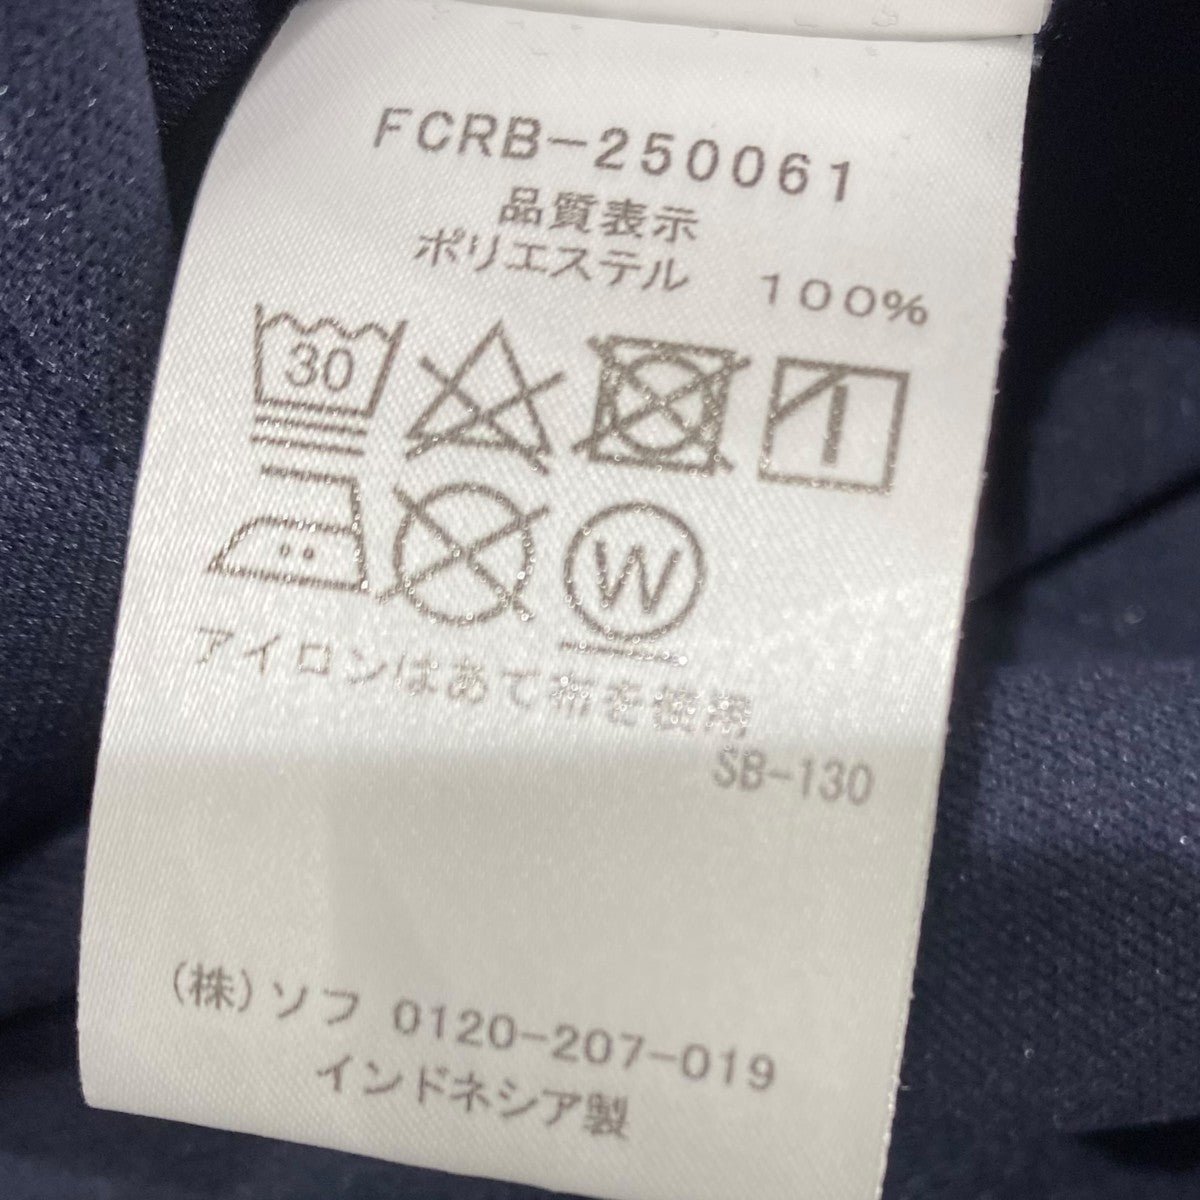 FCRB-250061
品質表示
ポリエステル　100%
30
W
アイロンはあて布を使用
SB-130
(株)ソフ 0120-207-019
インドネシア製